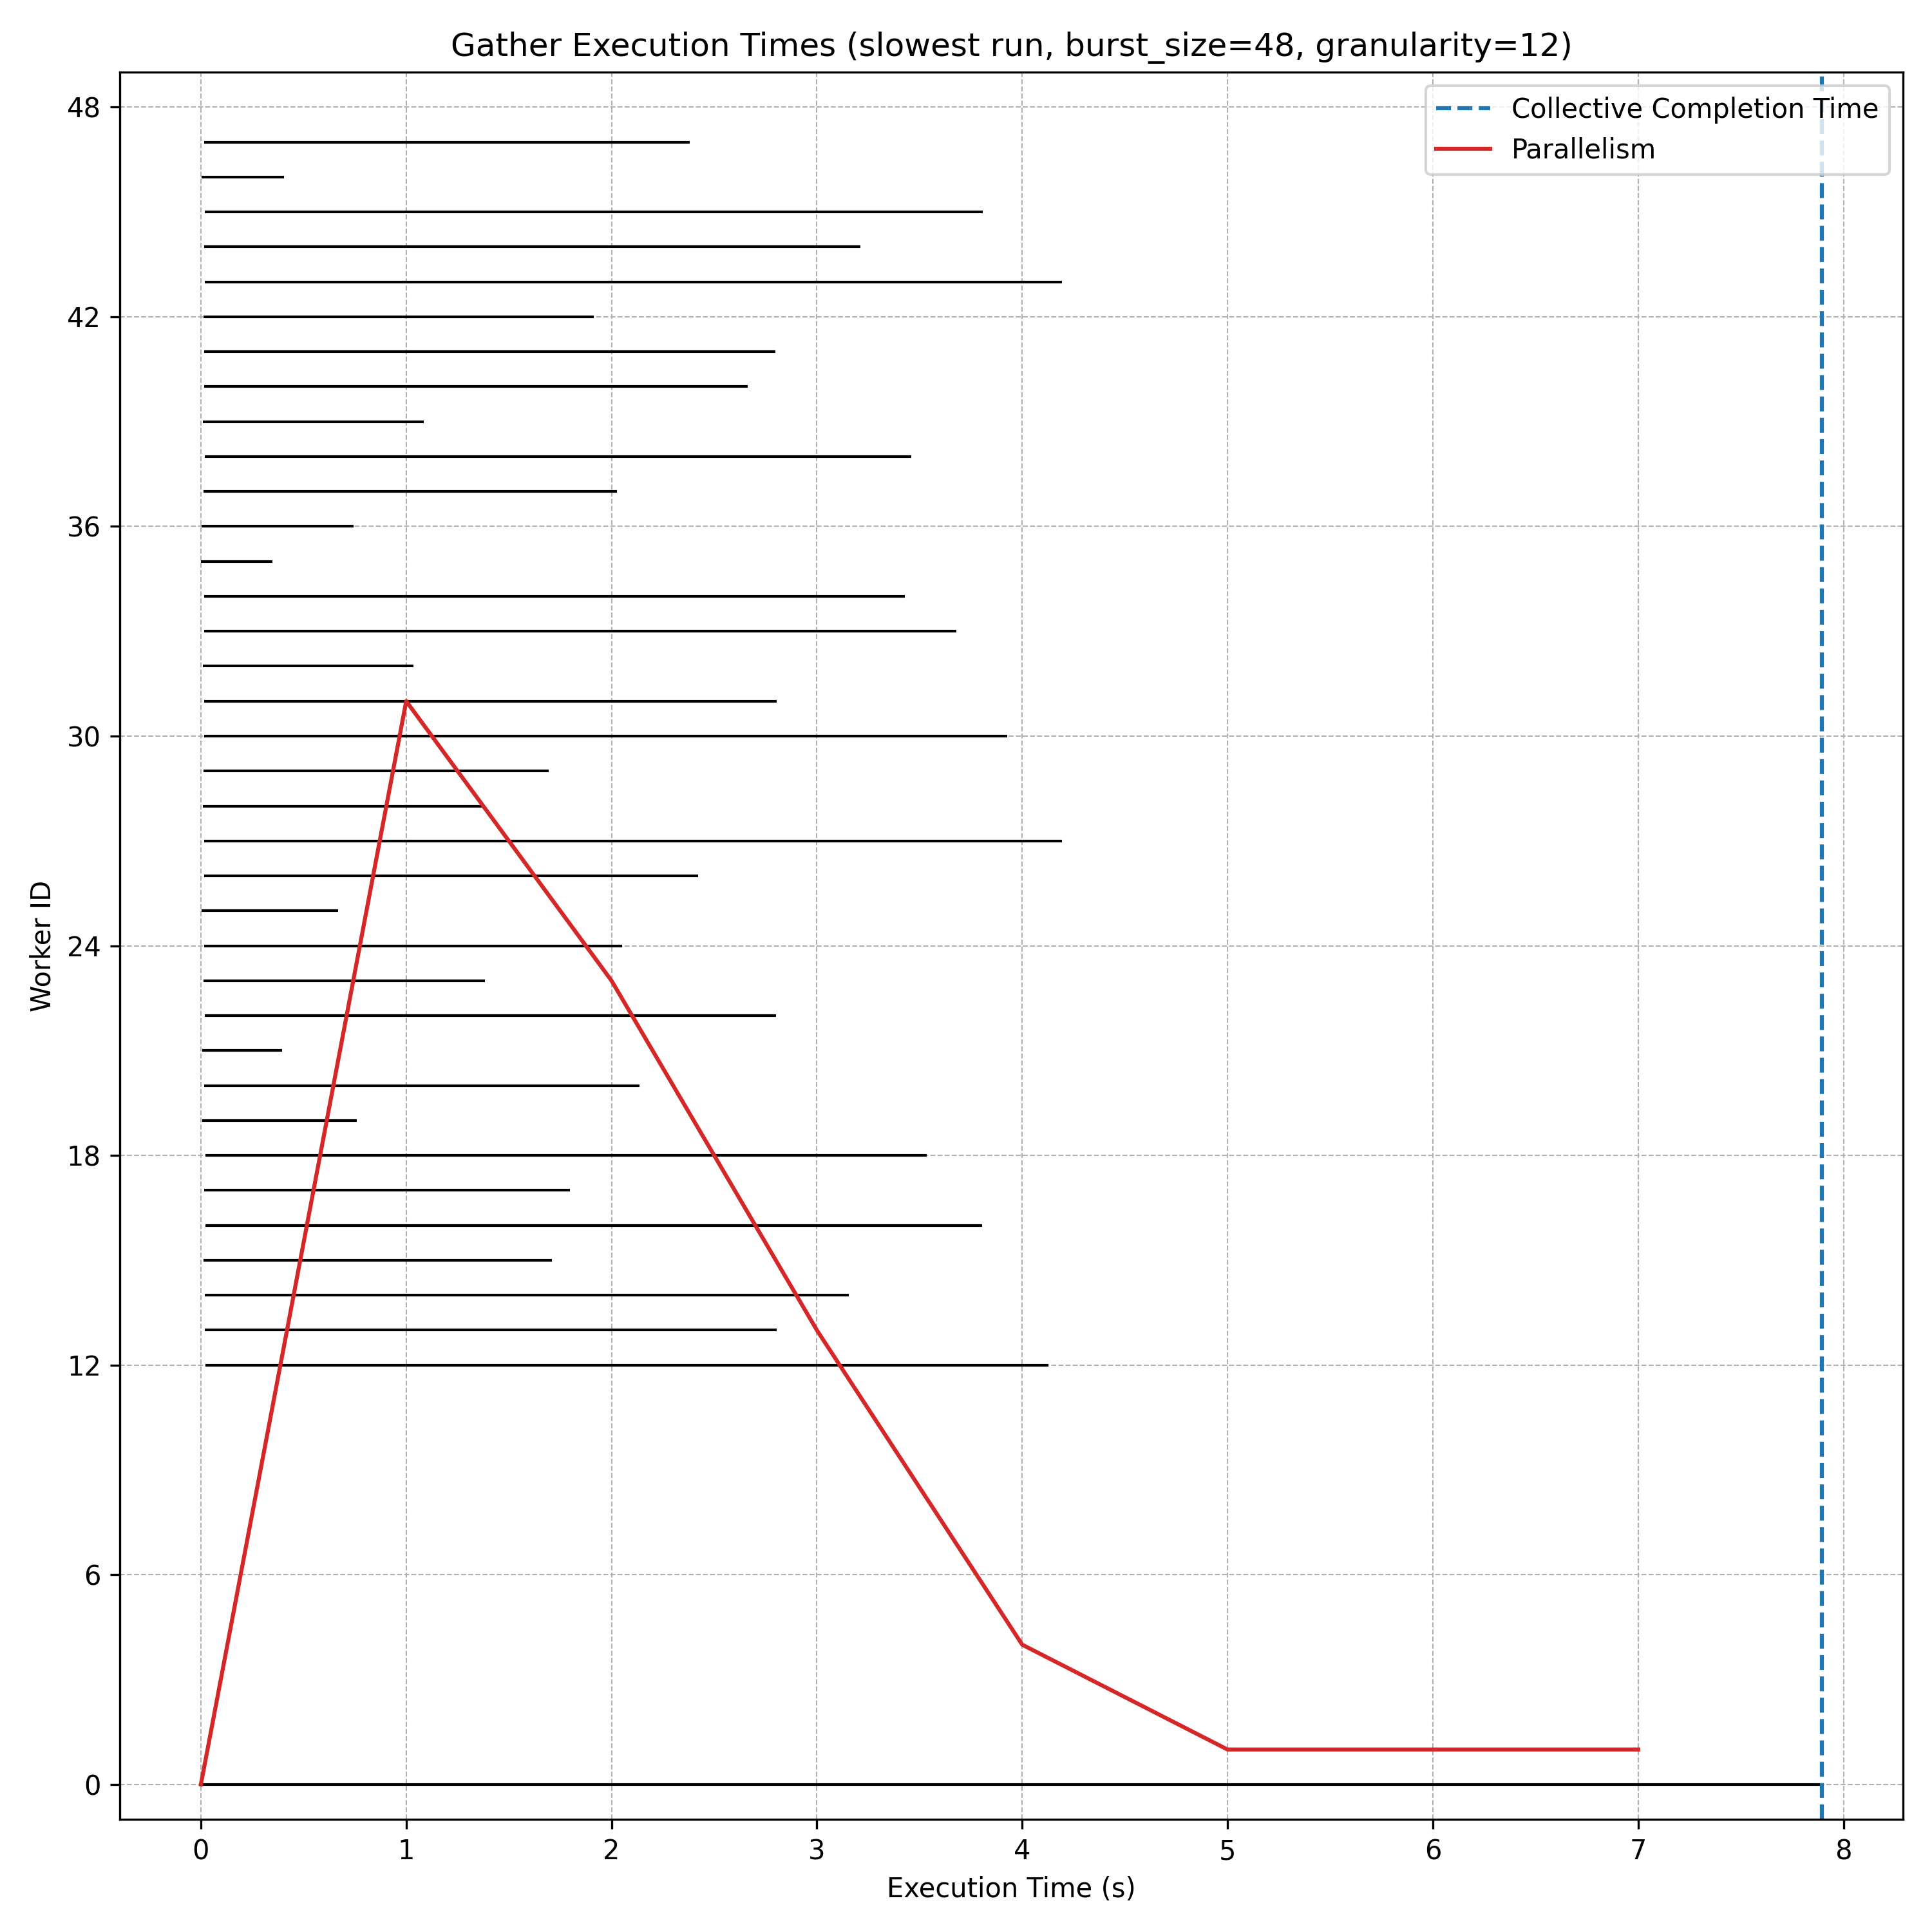 Gather Execution Times (slowest run, burst_size=48, granularity=12)
Collective Completion Time
Parallelism
48
42
36
30
24
18
12
6
0
Worker ID
0 1 2 3 4 5 6 7 8
Execution Time (s)